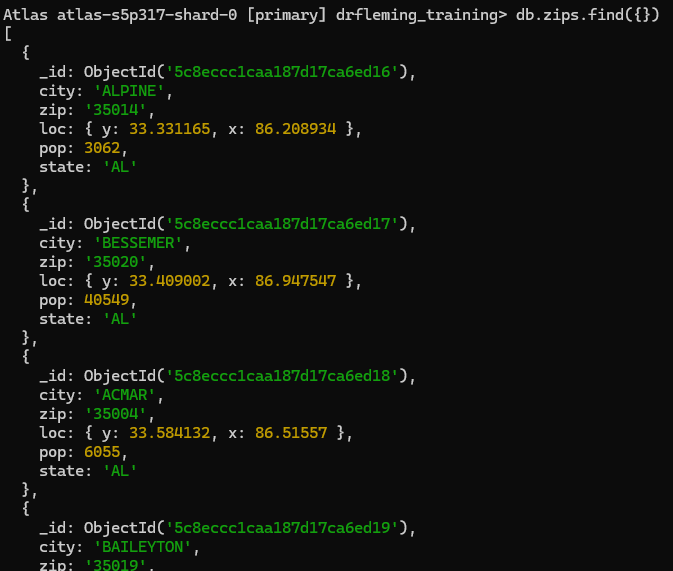 Atlas atlas-s5p317-shard-0 [primary] drfleming_training> db.zips.find({})
[
  {
    _id: ObjectId('5c8eccc1caa187d17ca6ed16'),
    city: 'ALPINE',
    zip: '35014',
    loc: { y: 33.331165, x: 86.208934 },
    pop: 3062,
    state: 'AL'
  },
  {
    _id: ObjectId('5c8eccc1caa187d17ca6ed17'),
    city: 'BESSEMER',
    zip: '35020',
    loc: { y: 33.409002, x: 86.947547 },
    pop: 40549,
    state: 'AL'
  },
  {
    _id: ObjectId('5c8eccc1caa187d17ca6ed18'),
    city: 'ACMAR',
    zip: '35004',
    loc: { y: 33.584132, x: 86.51557 },
    pop: 6055,
    state: 'AL'
  },
  {
    _id: ObjectId('5c8eccc1caa187d17ca6ed19'),
    city: 'BAILEYTON',
    zip: '35019',